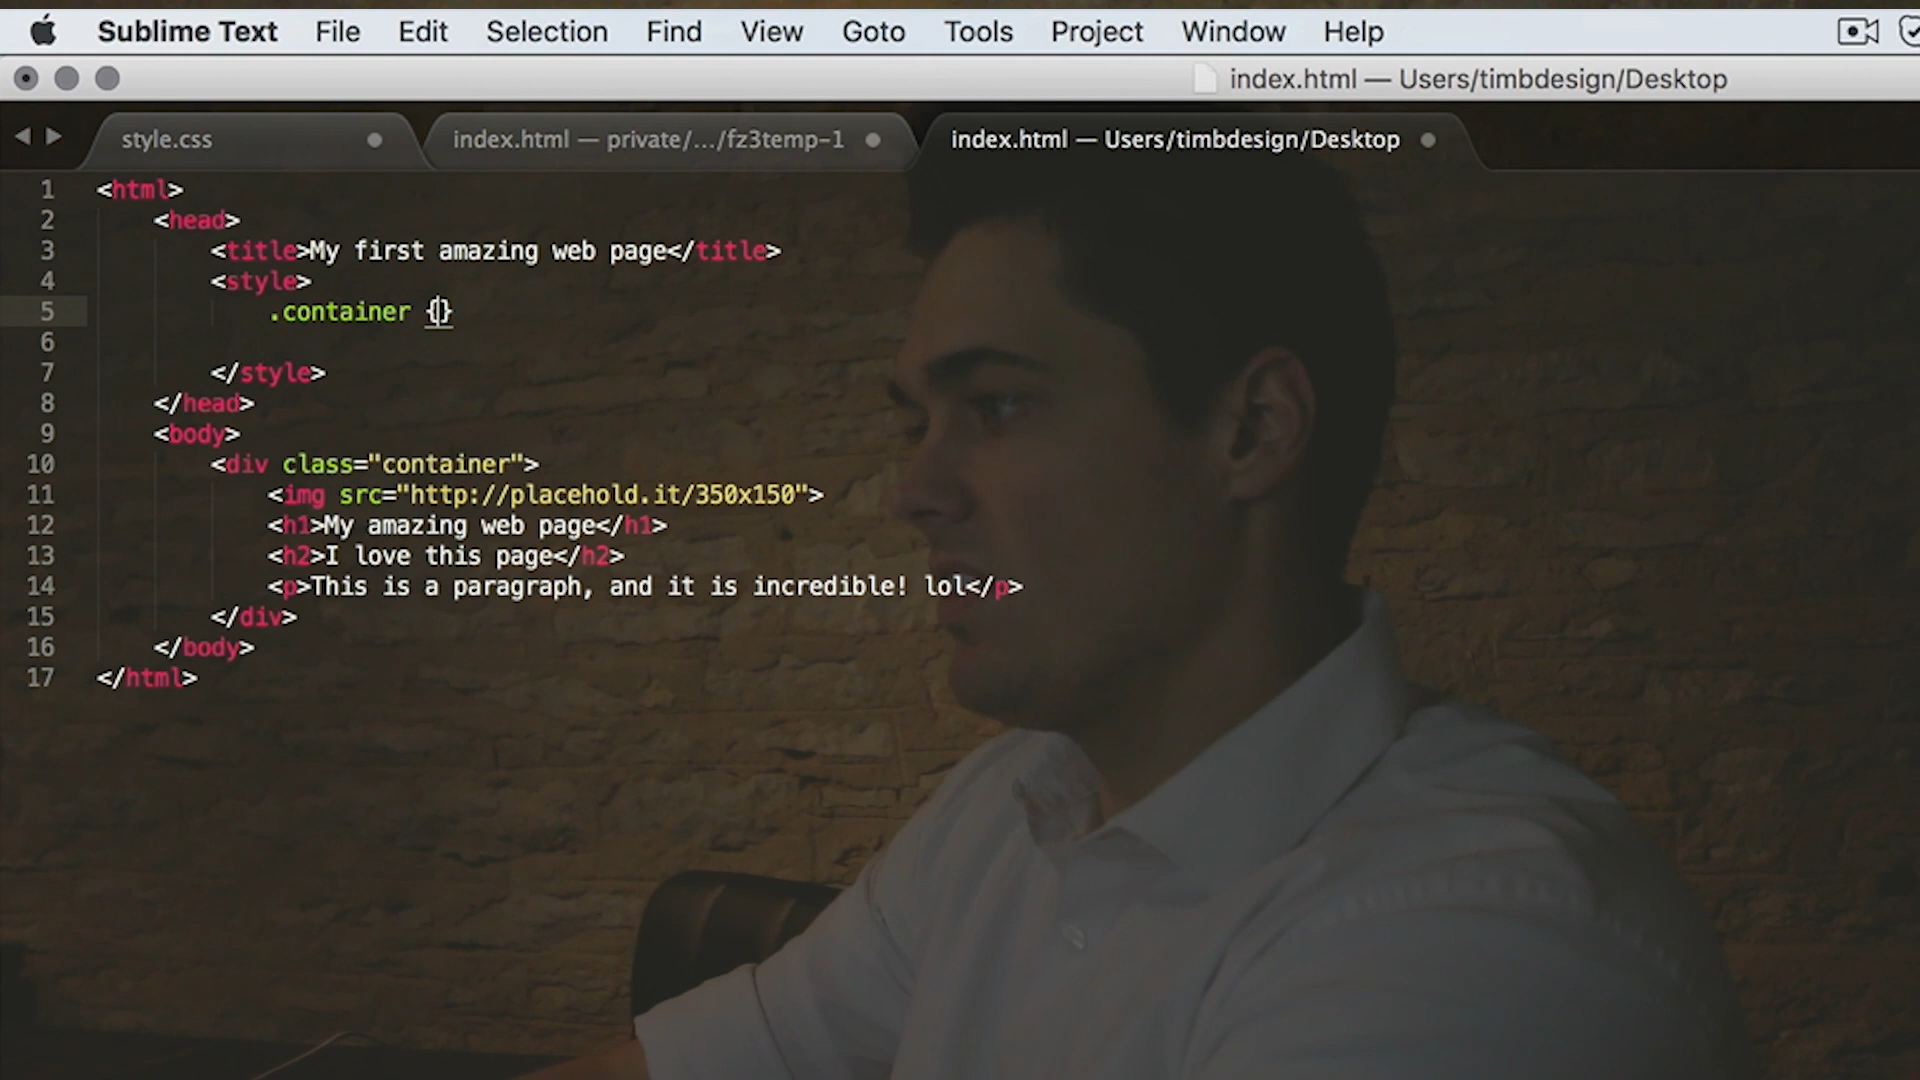 Sublime Text File Edit Selection Find View Goto Tools Project Window Help
index.html — Users/timbdesign/Desktop
style.css index.html — private/.../fz3temp-1 index.html — Users/timbdesign/Desktop
1 <html>
2 <head>
3 <title>My first amazing web page</title>
4 <style>
5 .container {}
6
7 </style>
8 </head>
9 <body>
10 <div class="container">
11 <img src="http://placehold.it/350x150">
12 <h1>My amazing web page</h1>
13 <h2>I love this page</h2>
14 <p>This is a paragraph, and it is incredible! lol</p>
15 </div>
16 </body>
17 </html>